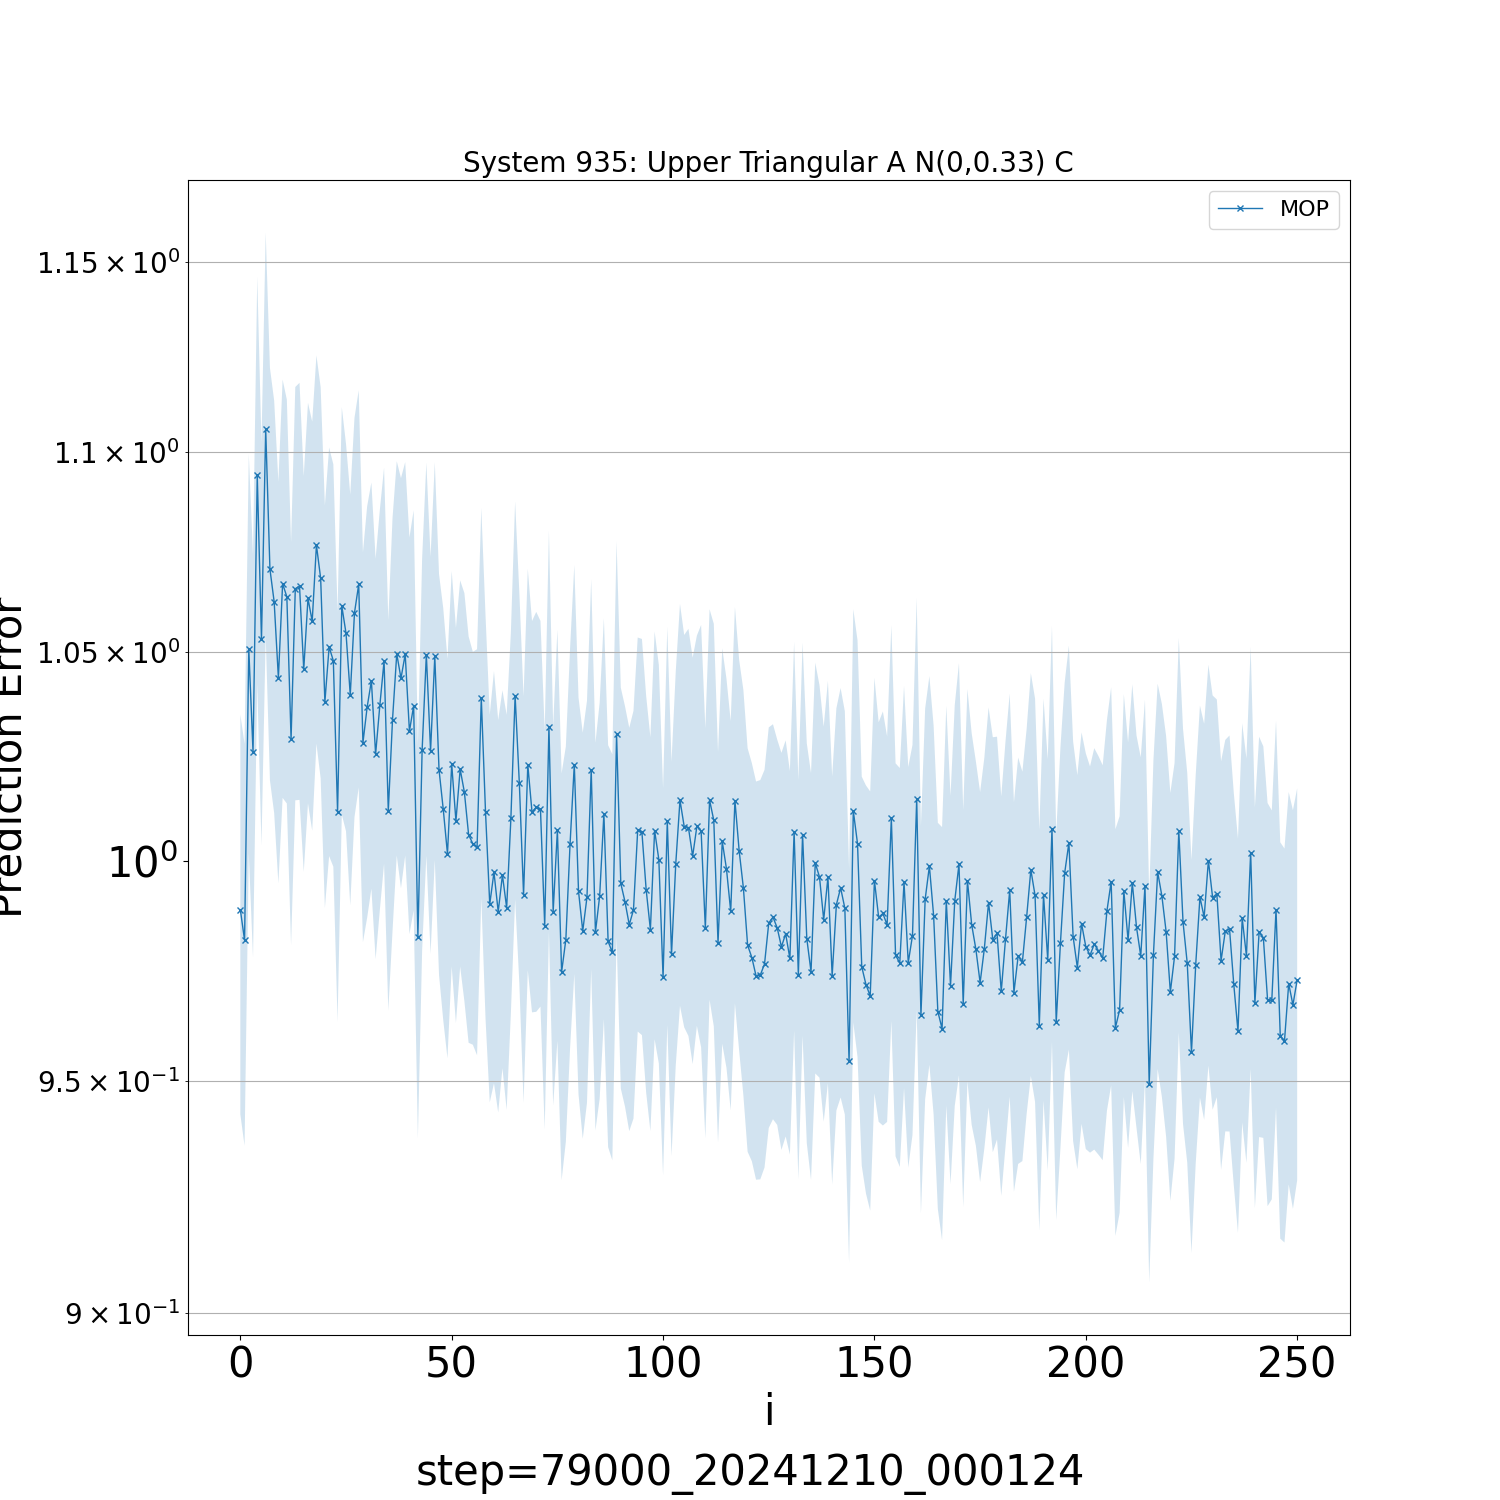 System 935: Upper Triangular A N(0,0.33) C
MOP
1.15 × 10⁰
1.1 × 10⁰
1.05 × 10⁰
10⁰
9.5 × 10⁻¹
9 × 10⁻¹
Prediction Error
0 50 100 150 200 250
i
step=79000_20241210_000124